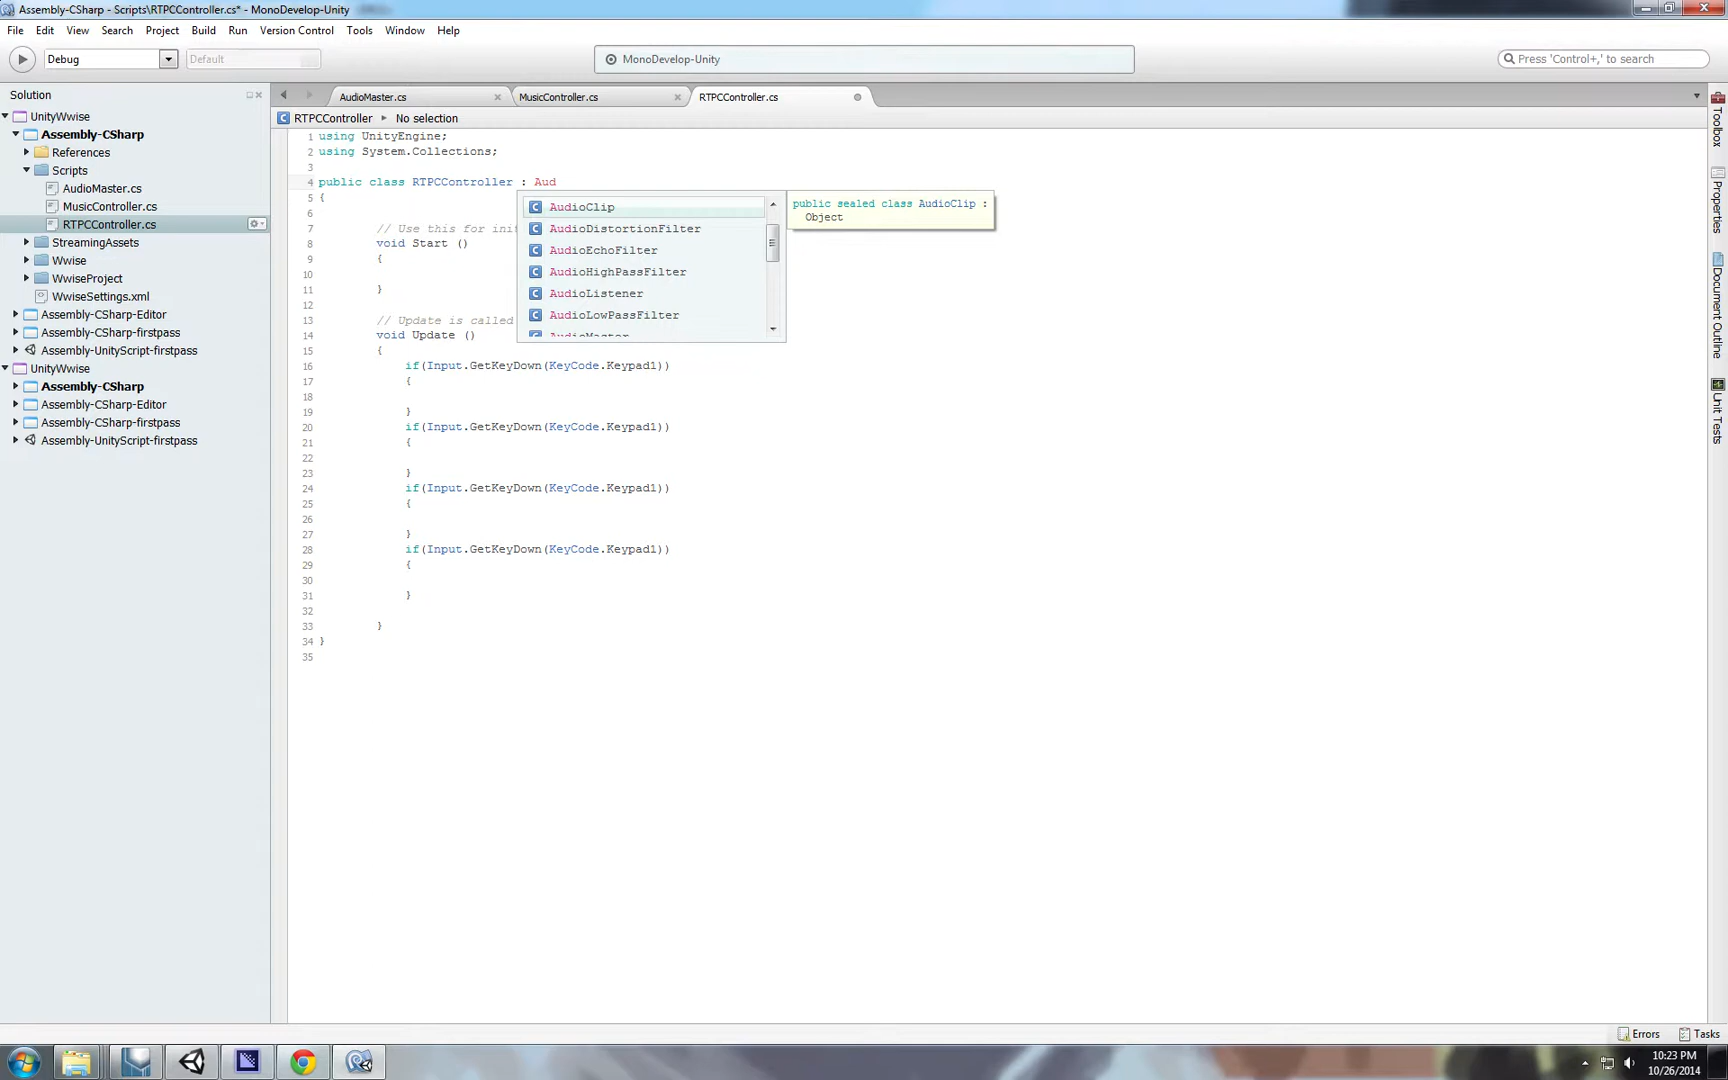 Assembly-CSharp - Scripts\RTPCController.cs* - MonoDevelop-Unity
File Edit View Search Project Build Run Version Control Tools Window Help
Debug Default MonoDevelop-Unity Press 'Control+,' to search
Solution
UnityWwise
Assembly-CSharp
References
Scripts
AudioMaster.cs
MusicController.cs
RTPCController.cs
StreamingAssets
Wwise
WwiseProject
WwiseSettings.xml
Assembly-CSharp-Editor
Assembly-CSharp-firstpass
Assembly-UnityScript-firstpass
UnityWwise
Assembly-CSharp
Assembly-CSharp-Editor
Assembly-CSharp-firstpass
Assembly-UnityScript-firstpass
AudioMaster.cs MusicController.cs RTPCController.cs
RTPCController No selection
1 using UnityEngine;
2 using System.Collections;
3
4 public class RTPCController : Aud
5 {
6
7 // Use this for init
8 void Start ()
9 {
10
11 }
12
13 // Update is called
14 void Update ()
15 {
16 if(Input.GetKeyDown(KeyCode.Keypad1))
17 {
18
19 }
20 if(Input.GetKeyDown(KeyCode.Keypad1))
21 {
22
23 }
24 if(Input.GetKeyDown(KeyCode.Keypad1))
25 {
26
27 }
28 if(Input.GetKeyDown(KeyCode.Keypad1))
29 {
30
31 }
32
33 }
34 }
35
AudioClip
AudioDistortionFilter
AudioEchoFilter
AudioHighPassFilter
AudioListener
AudioLowPassFilter
AudioMaster
public sealed class AudioClip :
Object
Toolbox
Properties
Document Outline
Unit Tests
Errors Tasks
10:23 PM
10/26/2014